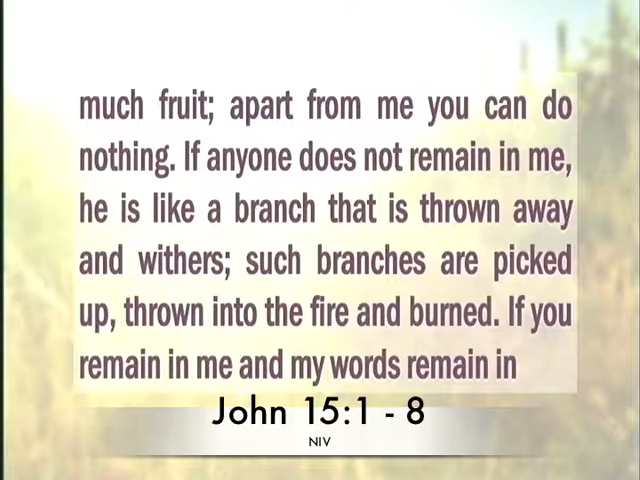 much fruit; apart from me you can do
nothing. If anyone does not remain in me,
he is like a branch that is thrown away
and withers; such branches are picked
up, thrown into the fire and burned. If you
remain in me and my words remain in
John 15:1 - 8
NIV